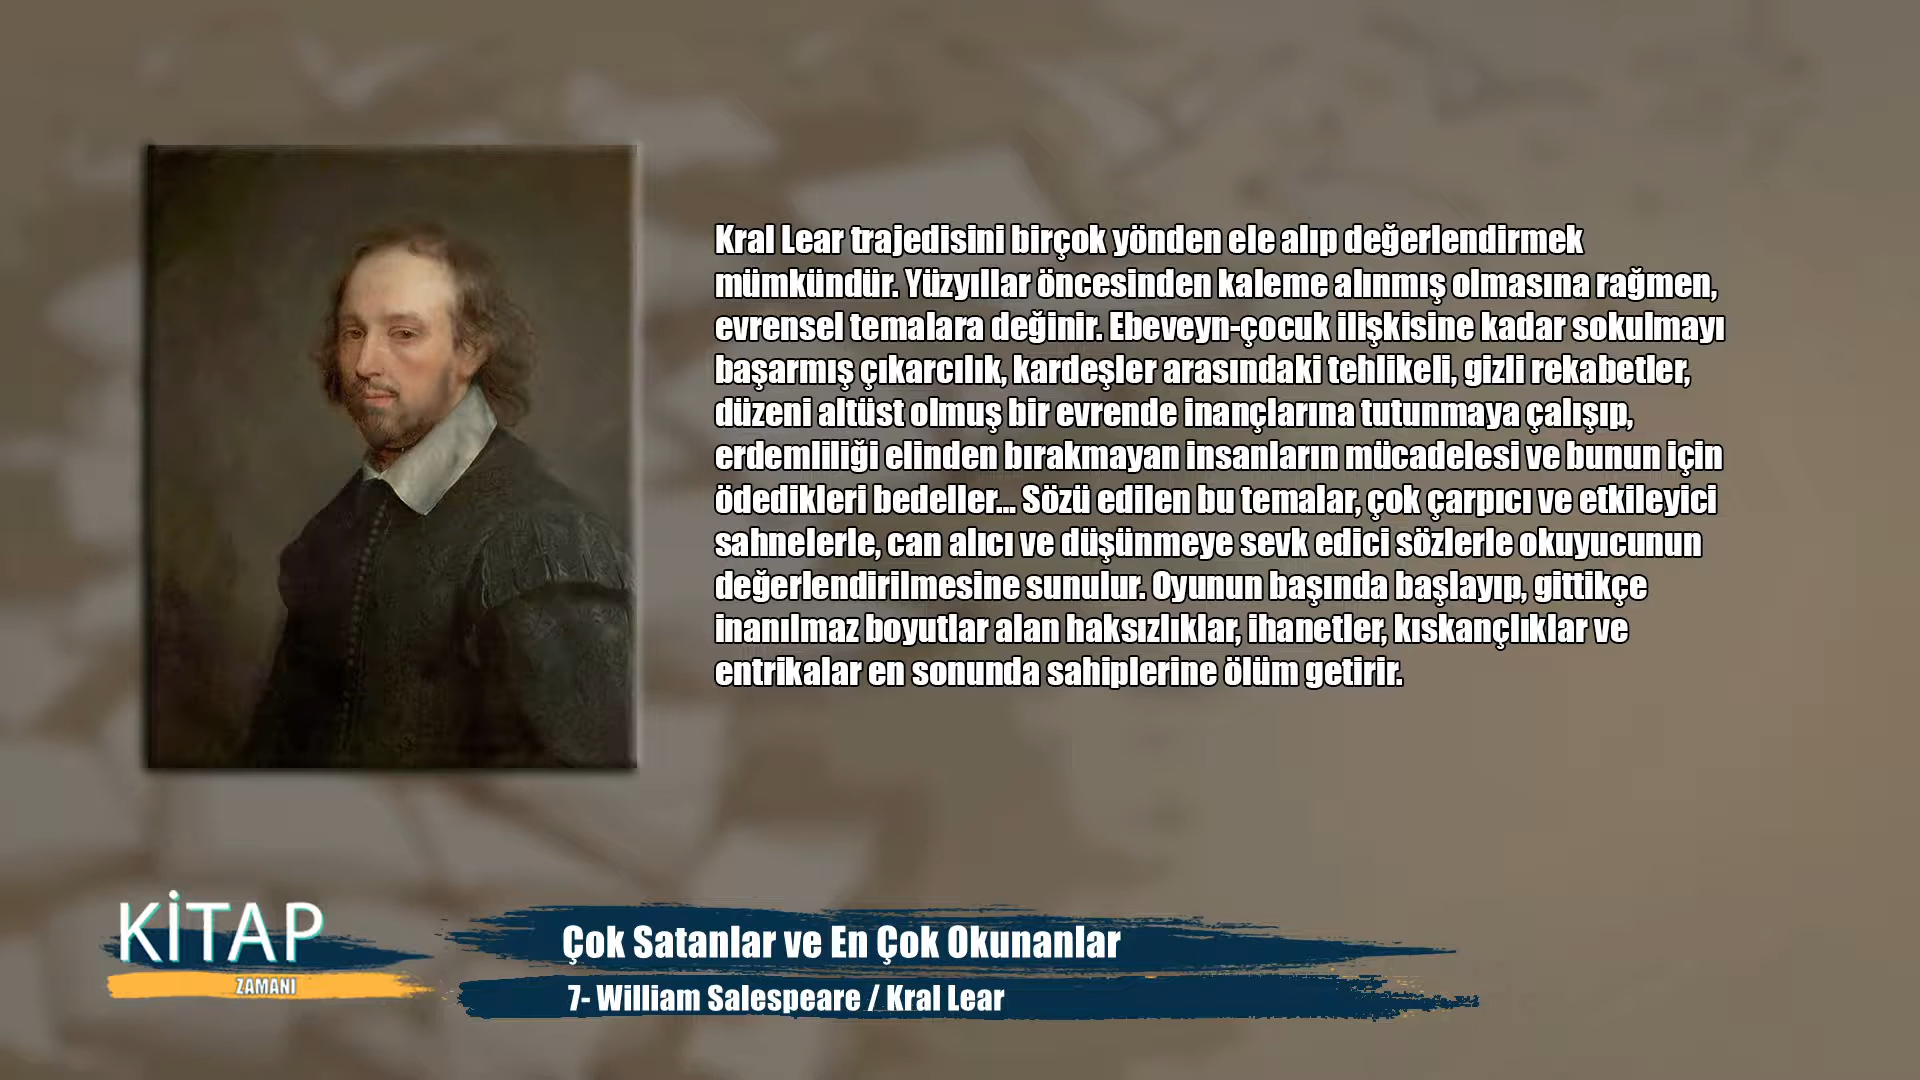 Kral Lear trajedisini birçok yönden ele alıp değerlendirmek
mümkündür. Yüzyıllar öncesinden kaleme alınmış olmasına rağmen,
evrensel temalara değinir. Ebeveyn-çocuk ilişkisine kadar sokulmayı
başarmış çıkarcılık, kardeşler arasındaki tehlikeli, gizli rekabetler,
düzeni altüst olmuş bir evrende inançlarına tutunmaya çalışıp,
erdemliliği elinden bırakmayan insanların mücadelesi ve bunun için
ödedikleri bedeller... Sözü edilen bu temalar, çok çarpıcı ve etkileyici
sahnelerle, can alıcı ve düşünmeye sevk edici sözlerle okuyucunun
değerlendirilmesine sunulur. Oyunun başında başlayıp, gittikçe
inanılmaz boyutlar alan haksızlıklar, ihanetler, kıskançlıklar ve
entrikalar en sonunda sahiplerine ölüm getirir.
KİTAP
ZAMANI
Çok Satanlar ve En Çok Okunanlar
7- William Salespeare / Kral Lear